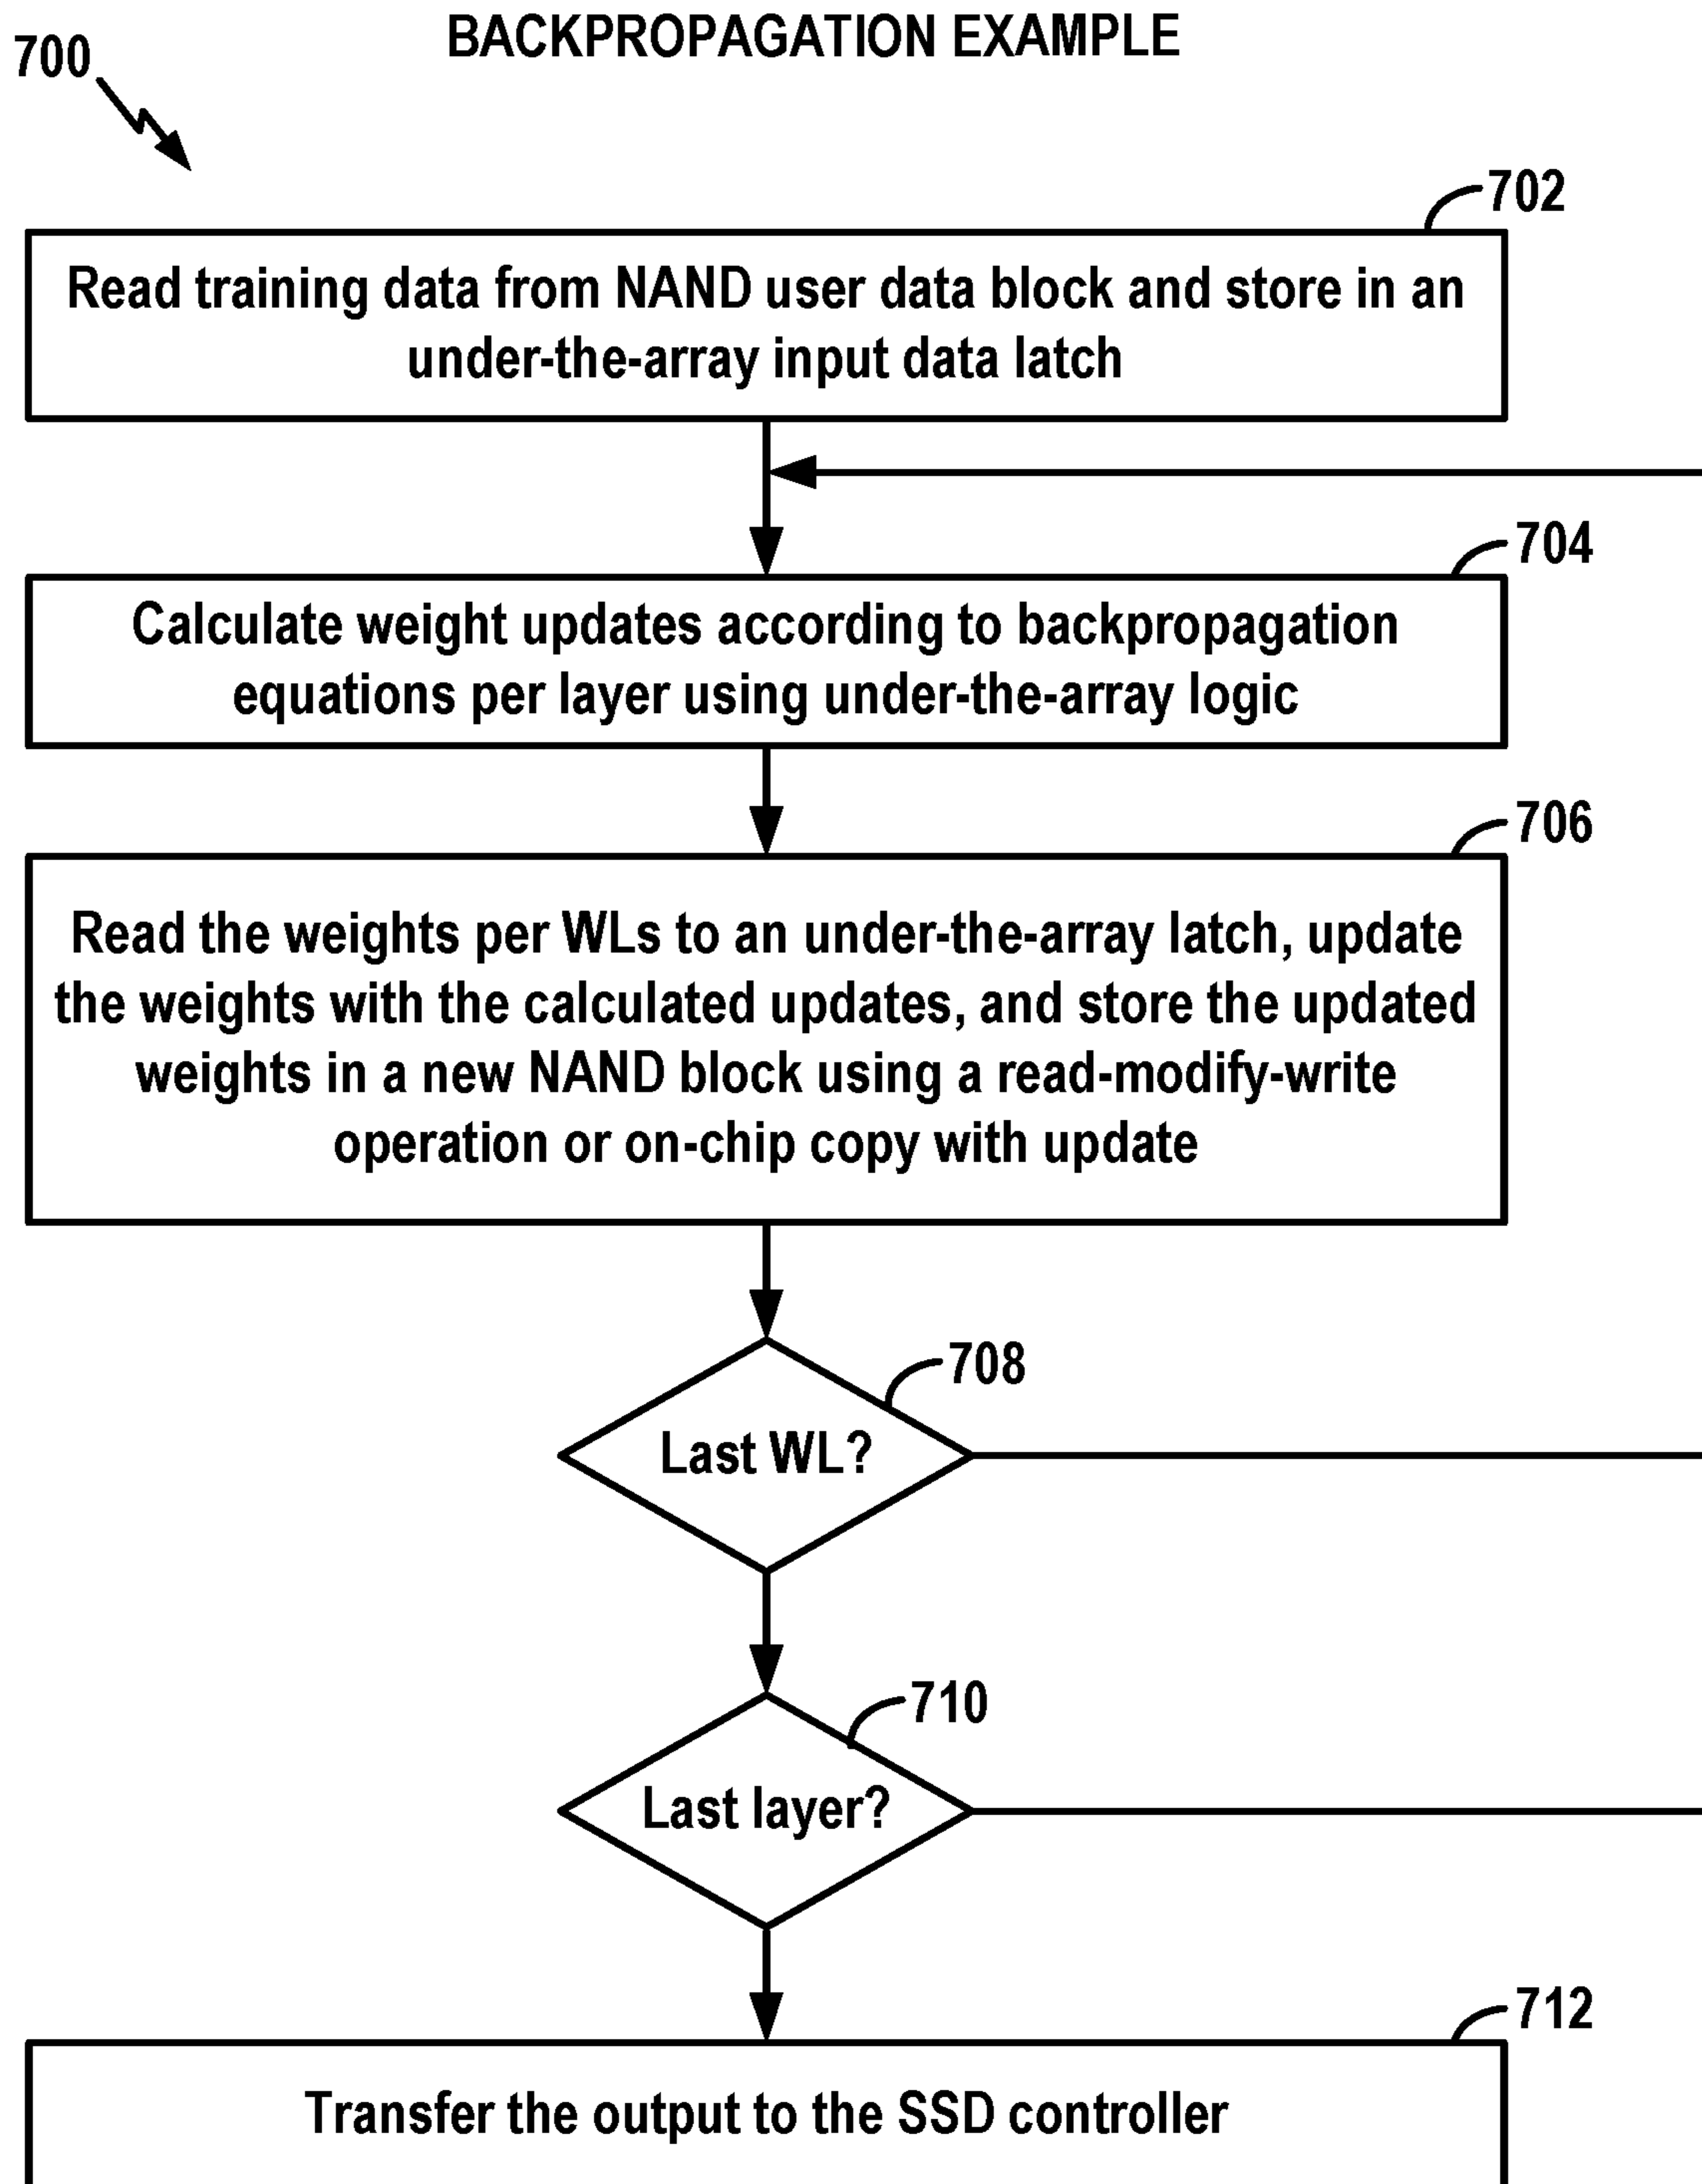 BACKPROPAGATION EXAMPLE
700
702
Read training data from NAND user data block and store in an
under-the-array input data latch
704
Calculate weight updates according to backpropagation
equations per layer using under-the-array logic
706
Read the weights per WLs to an under-the-array latch, update
the weights with the calculated updates, and store the updated
weights in a new NAND block using a read-modify-write
operation or on-chip copy with update
708
Last WL?
710
Last layer?
712
Transfer the output to the SSD controller